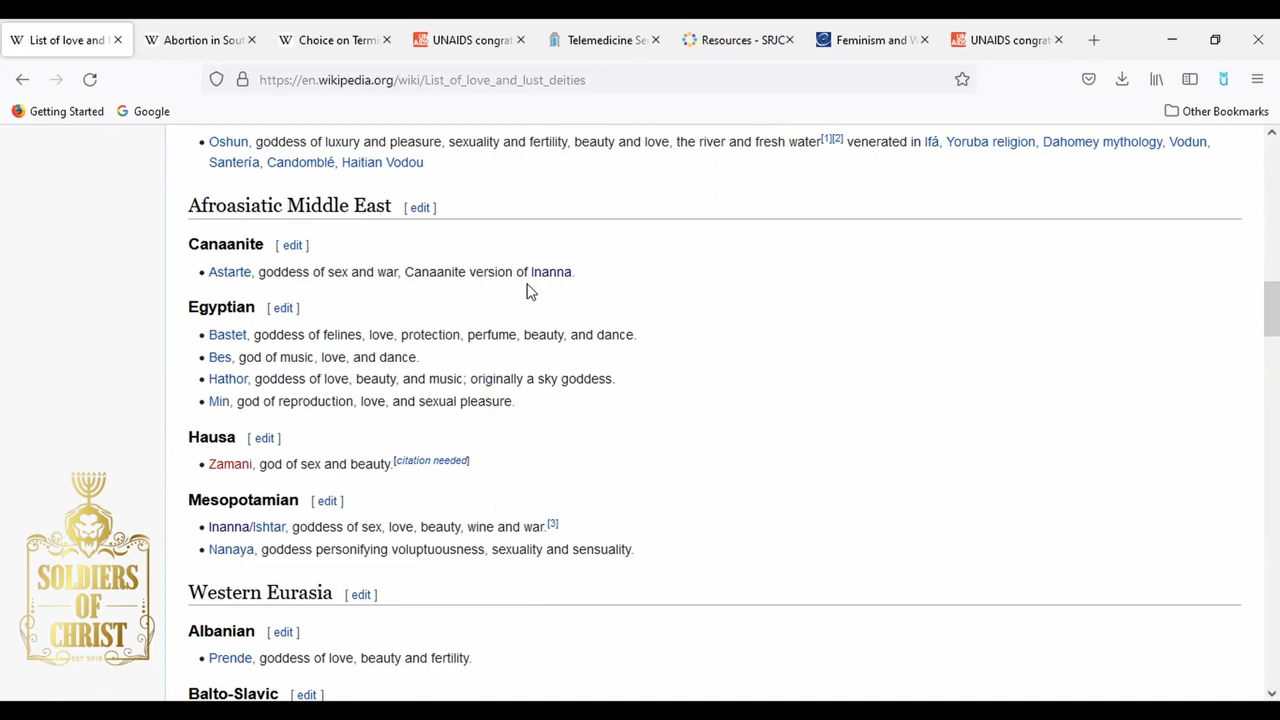 List of love and
Abortion in Sout
Choice on Termi
UNAIDS congrat
Telemedicine Se
Resources - SRJC
Feminism and W
UNAIDS congrat
https://en.wikipedia.org/wiki/List_of_love_and_lust_deities
Getting Started
Google
Other Bookmarks
• Oshun, goddess of luxury and pleasure, sexuality and fertility, beauty and love, the river and fresh water[1][2] venerated in Ifá, Yoruba religion, Dahomey mythology, Vodun,
Santería, Candomblé, Haitian Vodou
Afroasiatic Middle East [ edit ]
Canaanite [ edit ]
• Astarte, goddess of sex and war, Canaanite version of Inanna.
Egyptian [ edit ]
• Bastet, goddess of felines, love, protection, perfume, beauty, and dance.
• Bes, god of music, love, and dance.
• Hathor, goddess of love, beauty, and music; originally a sky goddess.
• Min, god of reproduction, love, and sexual pleasure.
Hausa [ edit ]
• Zamani, god of sex and beauty.[citation needed]
Mesopotamian [ edit ]
• Inanna/Ishtar, goddess of sex, love, beauty, wine and war.[3]
• Nanaya, goddess personifying voluptuousness, sexuality and sensuality.
Western Eurasia [ edit ]
Albanian [ edit ]
• Prende, goddess of love, beauty and fertility.
Balto-Slavic [ edit ]
SOLDIERS
OF
CHRIST